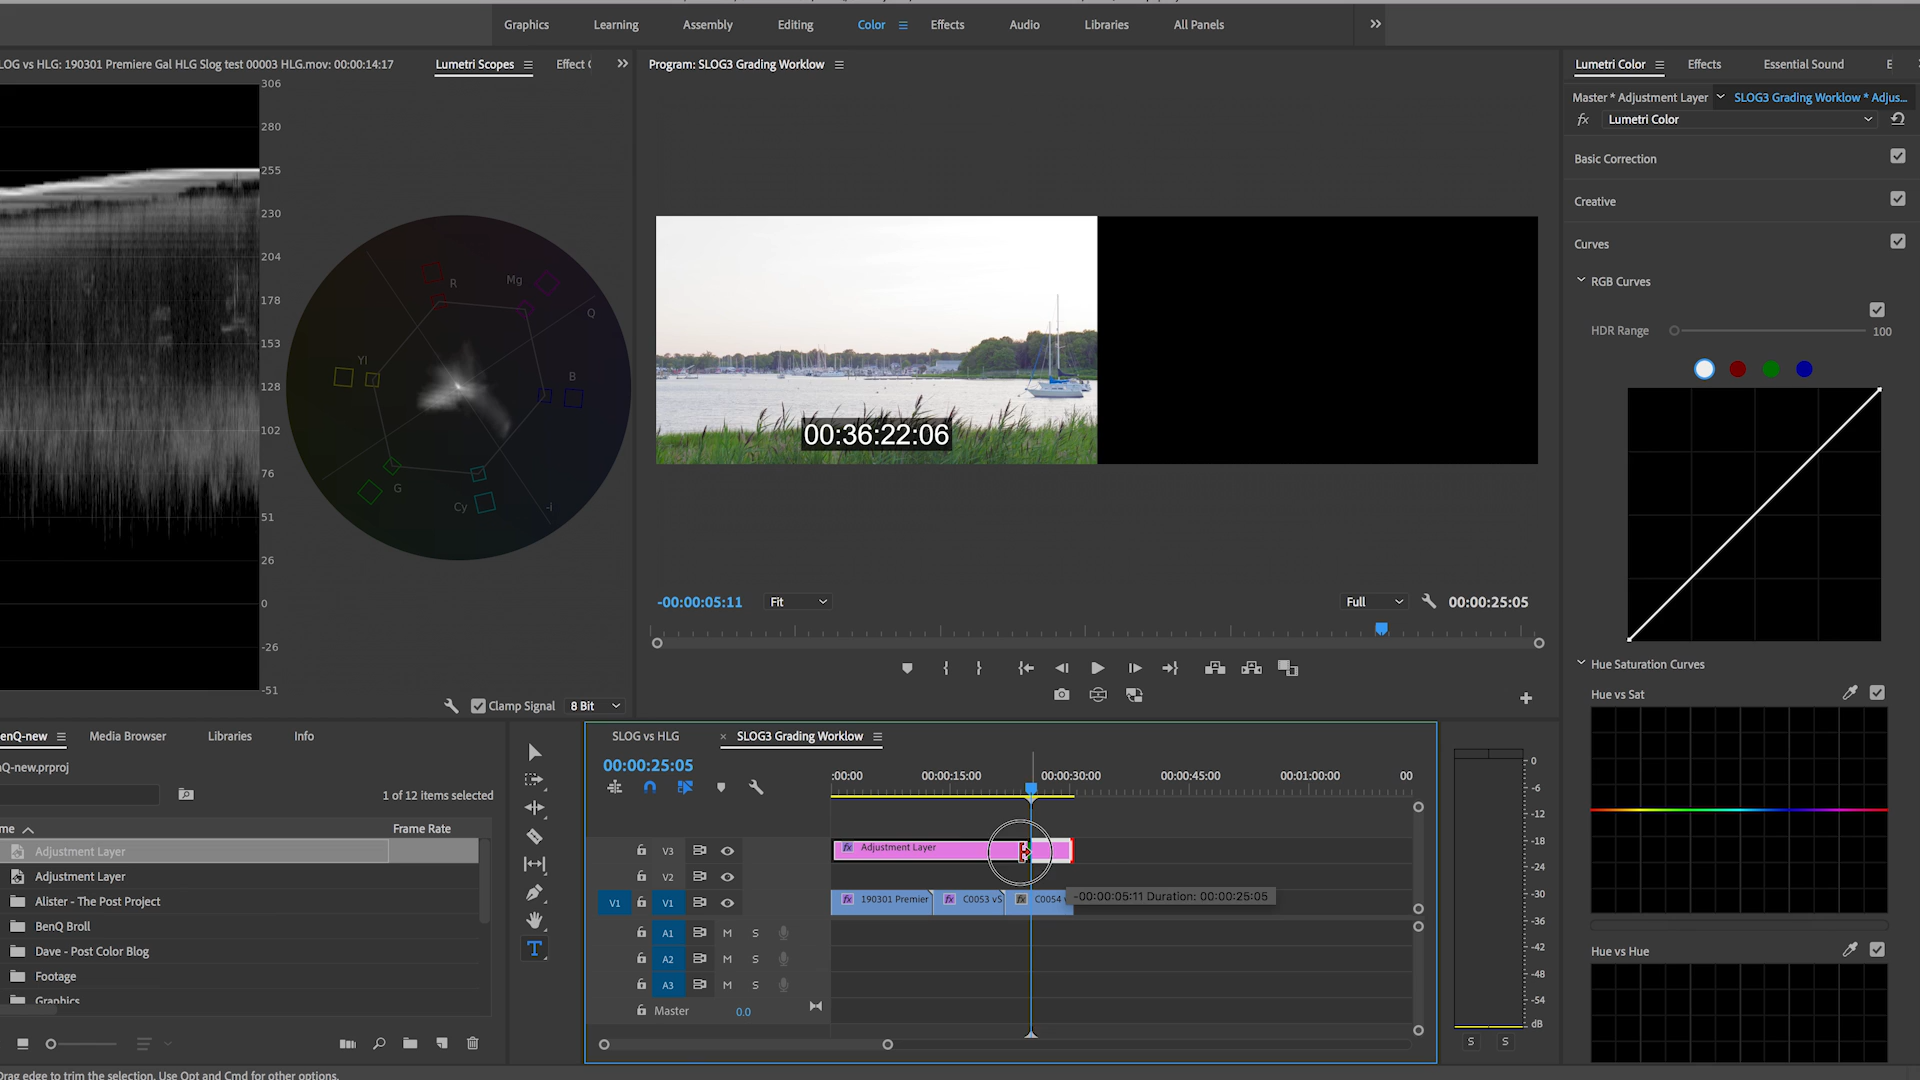 Graphics Learning Assembly Editing Color Effects Audio Libraries All Panels
LOG vs HLG: 190301 Premiere Gal HLG Slog test 00003 HLG.mov: 00:00:14:17
Lumetri Scopes Effect
Program: SLOG3 Grading Worklow
Lumetri Color Effects Essential Sound E
Master * Adjustment Layer SLOG3 Grading Worklow * Adjus...
fx Lumetri Color
Basic Correction
Creative
Curves
RGB Curves
HDR Range 100
Hue Saturation Curves
Hue vs Sat
Hue vs Hue
306
280
255
230
204
178
153
128
102
76
51
26
0
-26
-51
R Mg
Q
Yl B
G Cy -i
Clamp Signal 8 Bit
00:36:22:06
-00:00:05:11 Fit Full 00:00:25:05
enQ-new Media Browser Libraries Info
Q-new.prproj
1 of 12 items selected
me Frame Rate
Adjustment Layer
Adjustment Layer
Alister - The Post Project
BenQ Broll
Dave - Post Color Blog
Footage
Graphics
T
SLOG vs HLG × SLOG3 Grading Worklow
00:00:25:05
:00:00 00:00:15:00 00:00:30:00 00:00:45:00 00:01:00:00 00
V3 fx Adjustment Layer
V2
V1 V1 fx 190301 Premier fx C0053 vS fx C0054
-00:00:05:11 Duration: 00:00:25:05
A1 M S
A2 M S
A3 M S
Master 0.0
0
-6
-12
-18
-24
-30
-36
-42
-48
-54
dB
S S
Drag edge to trim the selection. Use Opt and Cmd for other options.